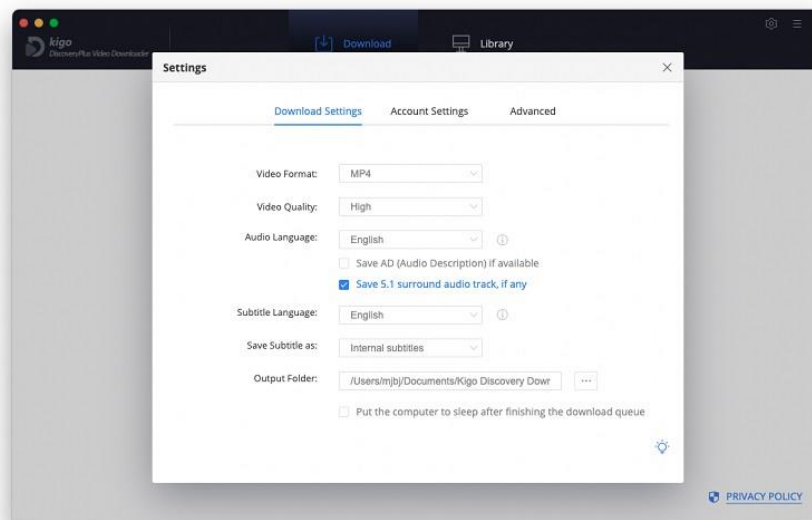 kigo
DiscoveryPlus Video Downloader
Download
Library
Settings
Download Settings Account Settings Advanced
Video Format: MP4
Video Quality: High
Audio Language: English
Save AD (Audio Description) if available
Save 5.1 surround audio track, if any
Subtitle Language: English
Save Subtitle as: Internal subtitles
Output Folder: /Users/mjbj/Documents/Kigo Discovery Dowr ...
Put the computer to sleep after finishing the download queue
PRIVACY POLICY